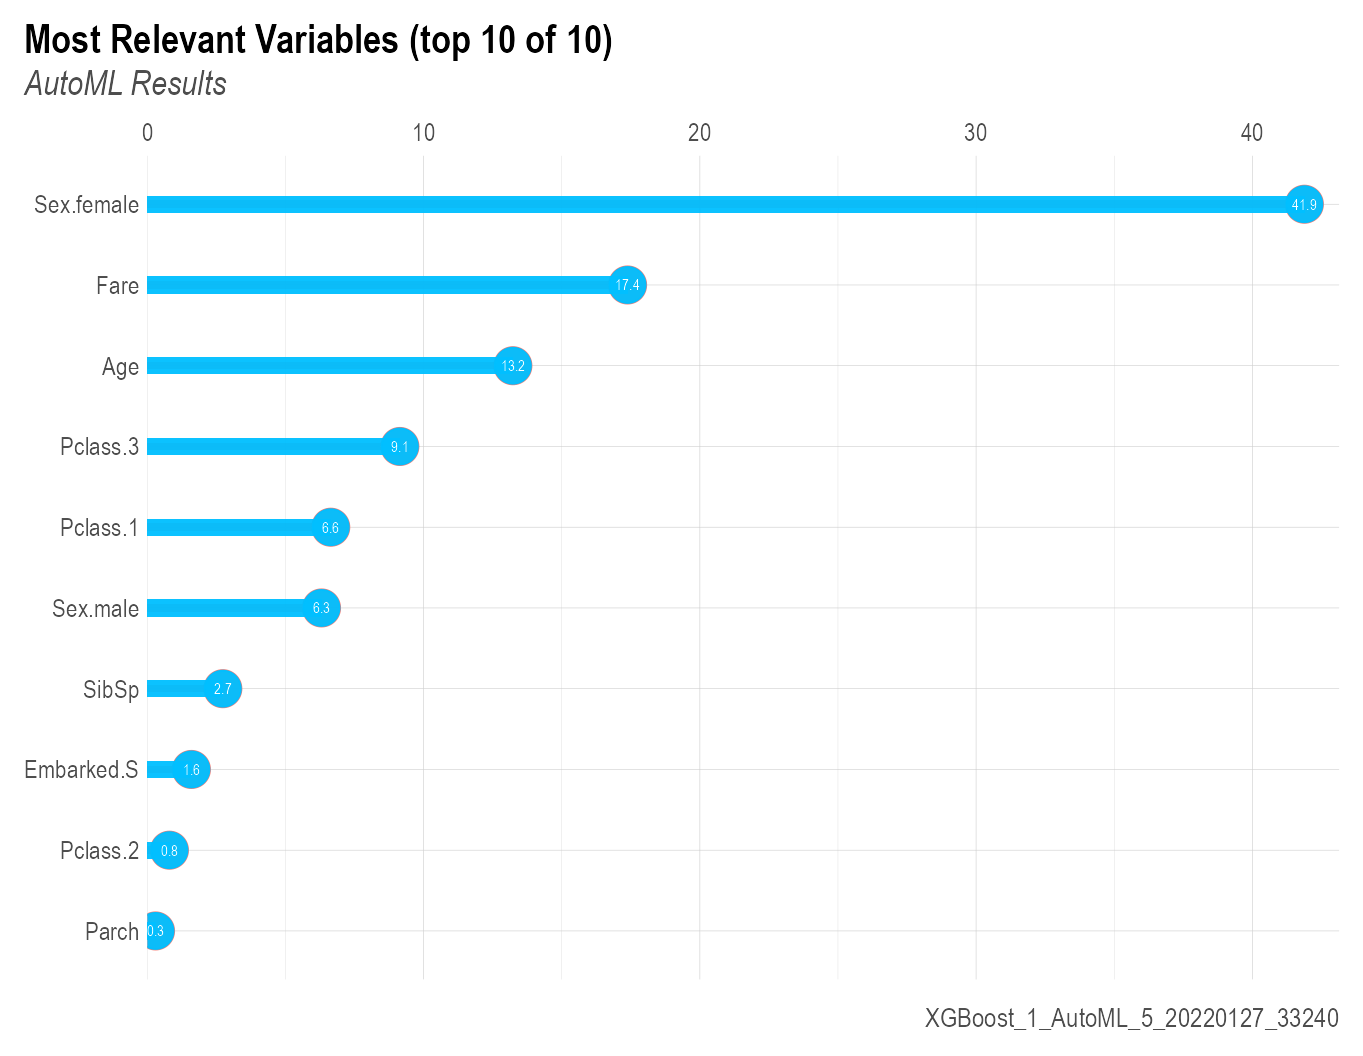 Most Relevant Variables (top 10 of 10)
AutoML Results
0 10 20 30 40
Sex.female 41.9
Fare 17.4
Age 13.2
Pclass.3 9.1
Pclass.1 6.6
Sex.male 6.3
SibSp 2.7
Embarked.S 1.6
Pclass.2 0.8
Parch 0.3
XGBoost_1_AutoML_5_20220127_33240